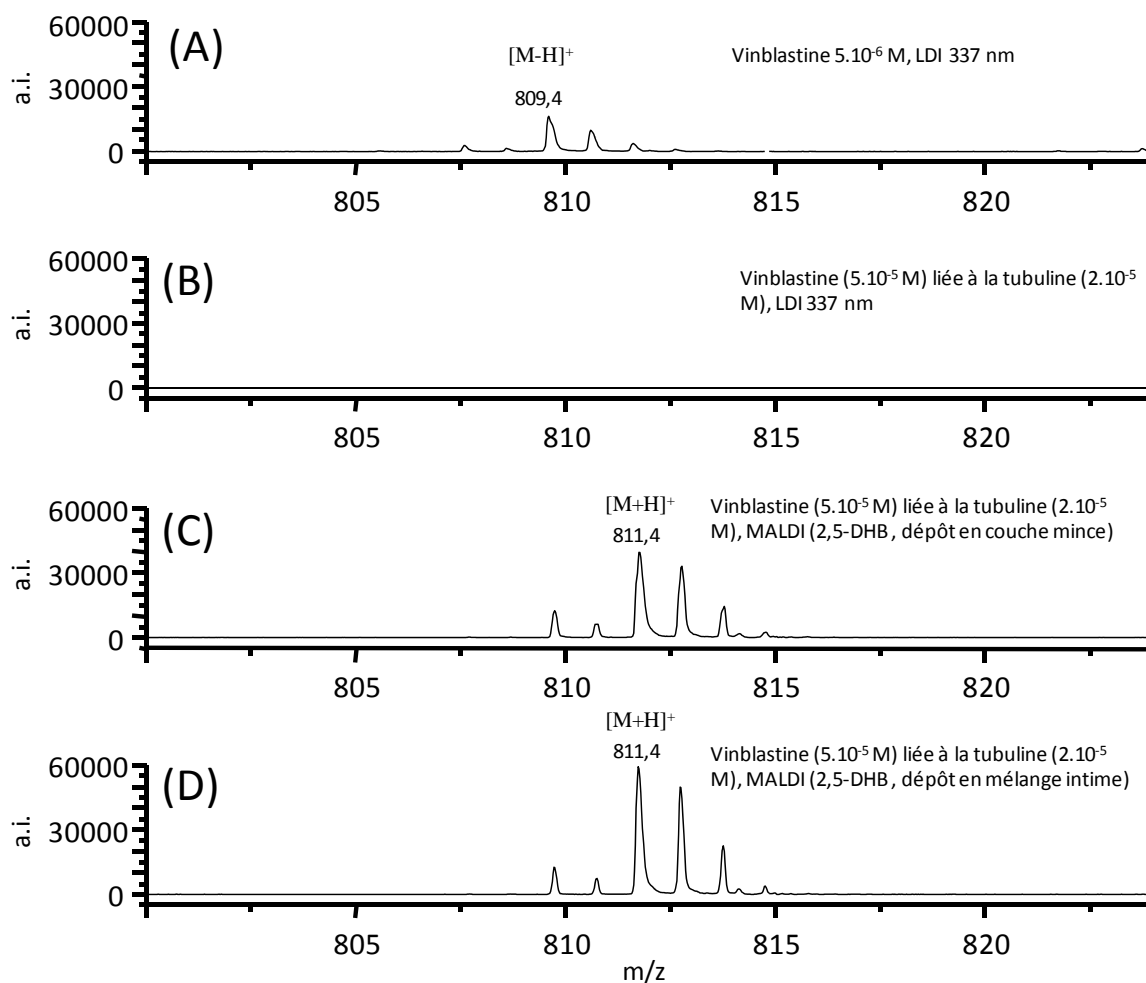 60000
30000
0
a.i.
(A)
[M-H]⁺
809,4
Vinblastine 5.10⁻⁶ M, LDI 337 nm
805
810
815
820
60000
30000
0
a.i.
(B)
Vinblastine (5.10⁻⁵ M) liée à la tubuline (2.10⁻⁵
M), LDI 337 nm
805
810
815
820
60000
30000
0
a.i.
(C)
[M+H]⁺
811,4
Vinblastine (5.10⁻⁵ M) liée à la tubuline (2.10⁻⁵
M), MALDI (2,5-DHB , dépôt en couche mince)
805
810
815
820
60000
30000
0
a.i.
(D)
[M+H]⁺
811,4
Vinblastine (5.10⁻⁵ M) liée à la tubuline (2.10⁻⁵
M), MALDI (2,5-DHB , dépôt en mélange intime)
805
810
815
820
m/z